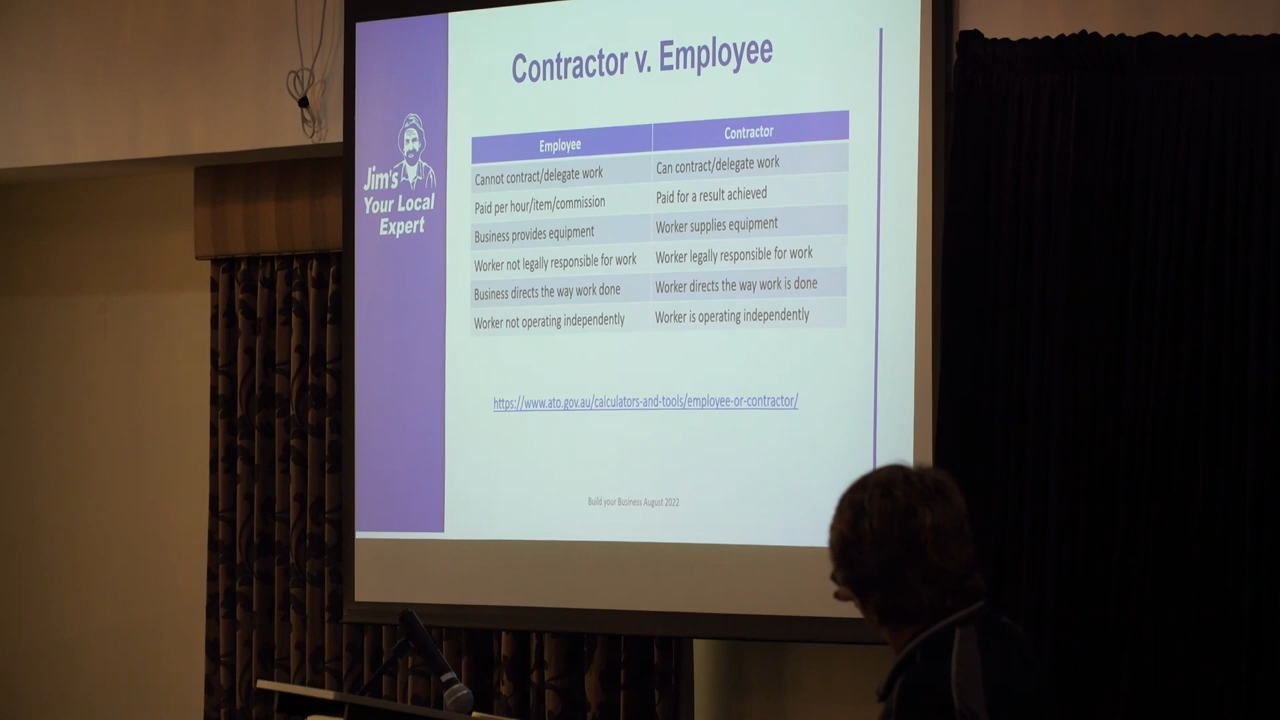 Contractor v. Employee
Jim's
Your Local
Expert
Employee Contractor
Cannot contract/delegate work Can contract/delegate work
Paid per hour/item/commission Paid for a result achieved
Business provides equipment Worker supplies equipment
Worker not legally responsible for work Worker legally responsible for work
Business directs the way work done Worker directs the way work is done
Worker not operating independently Worker is operating independently
https://www.ato.gov.au/calculators-and-tools/employee-or-contractor/
Build your Business August 2022